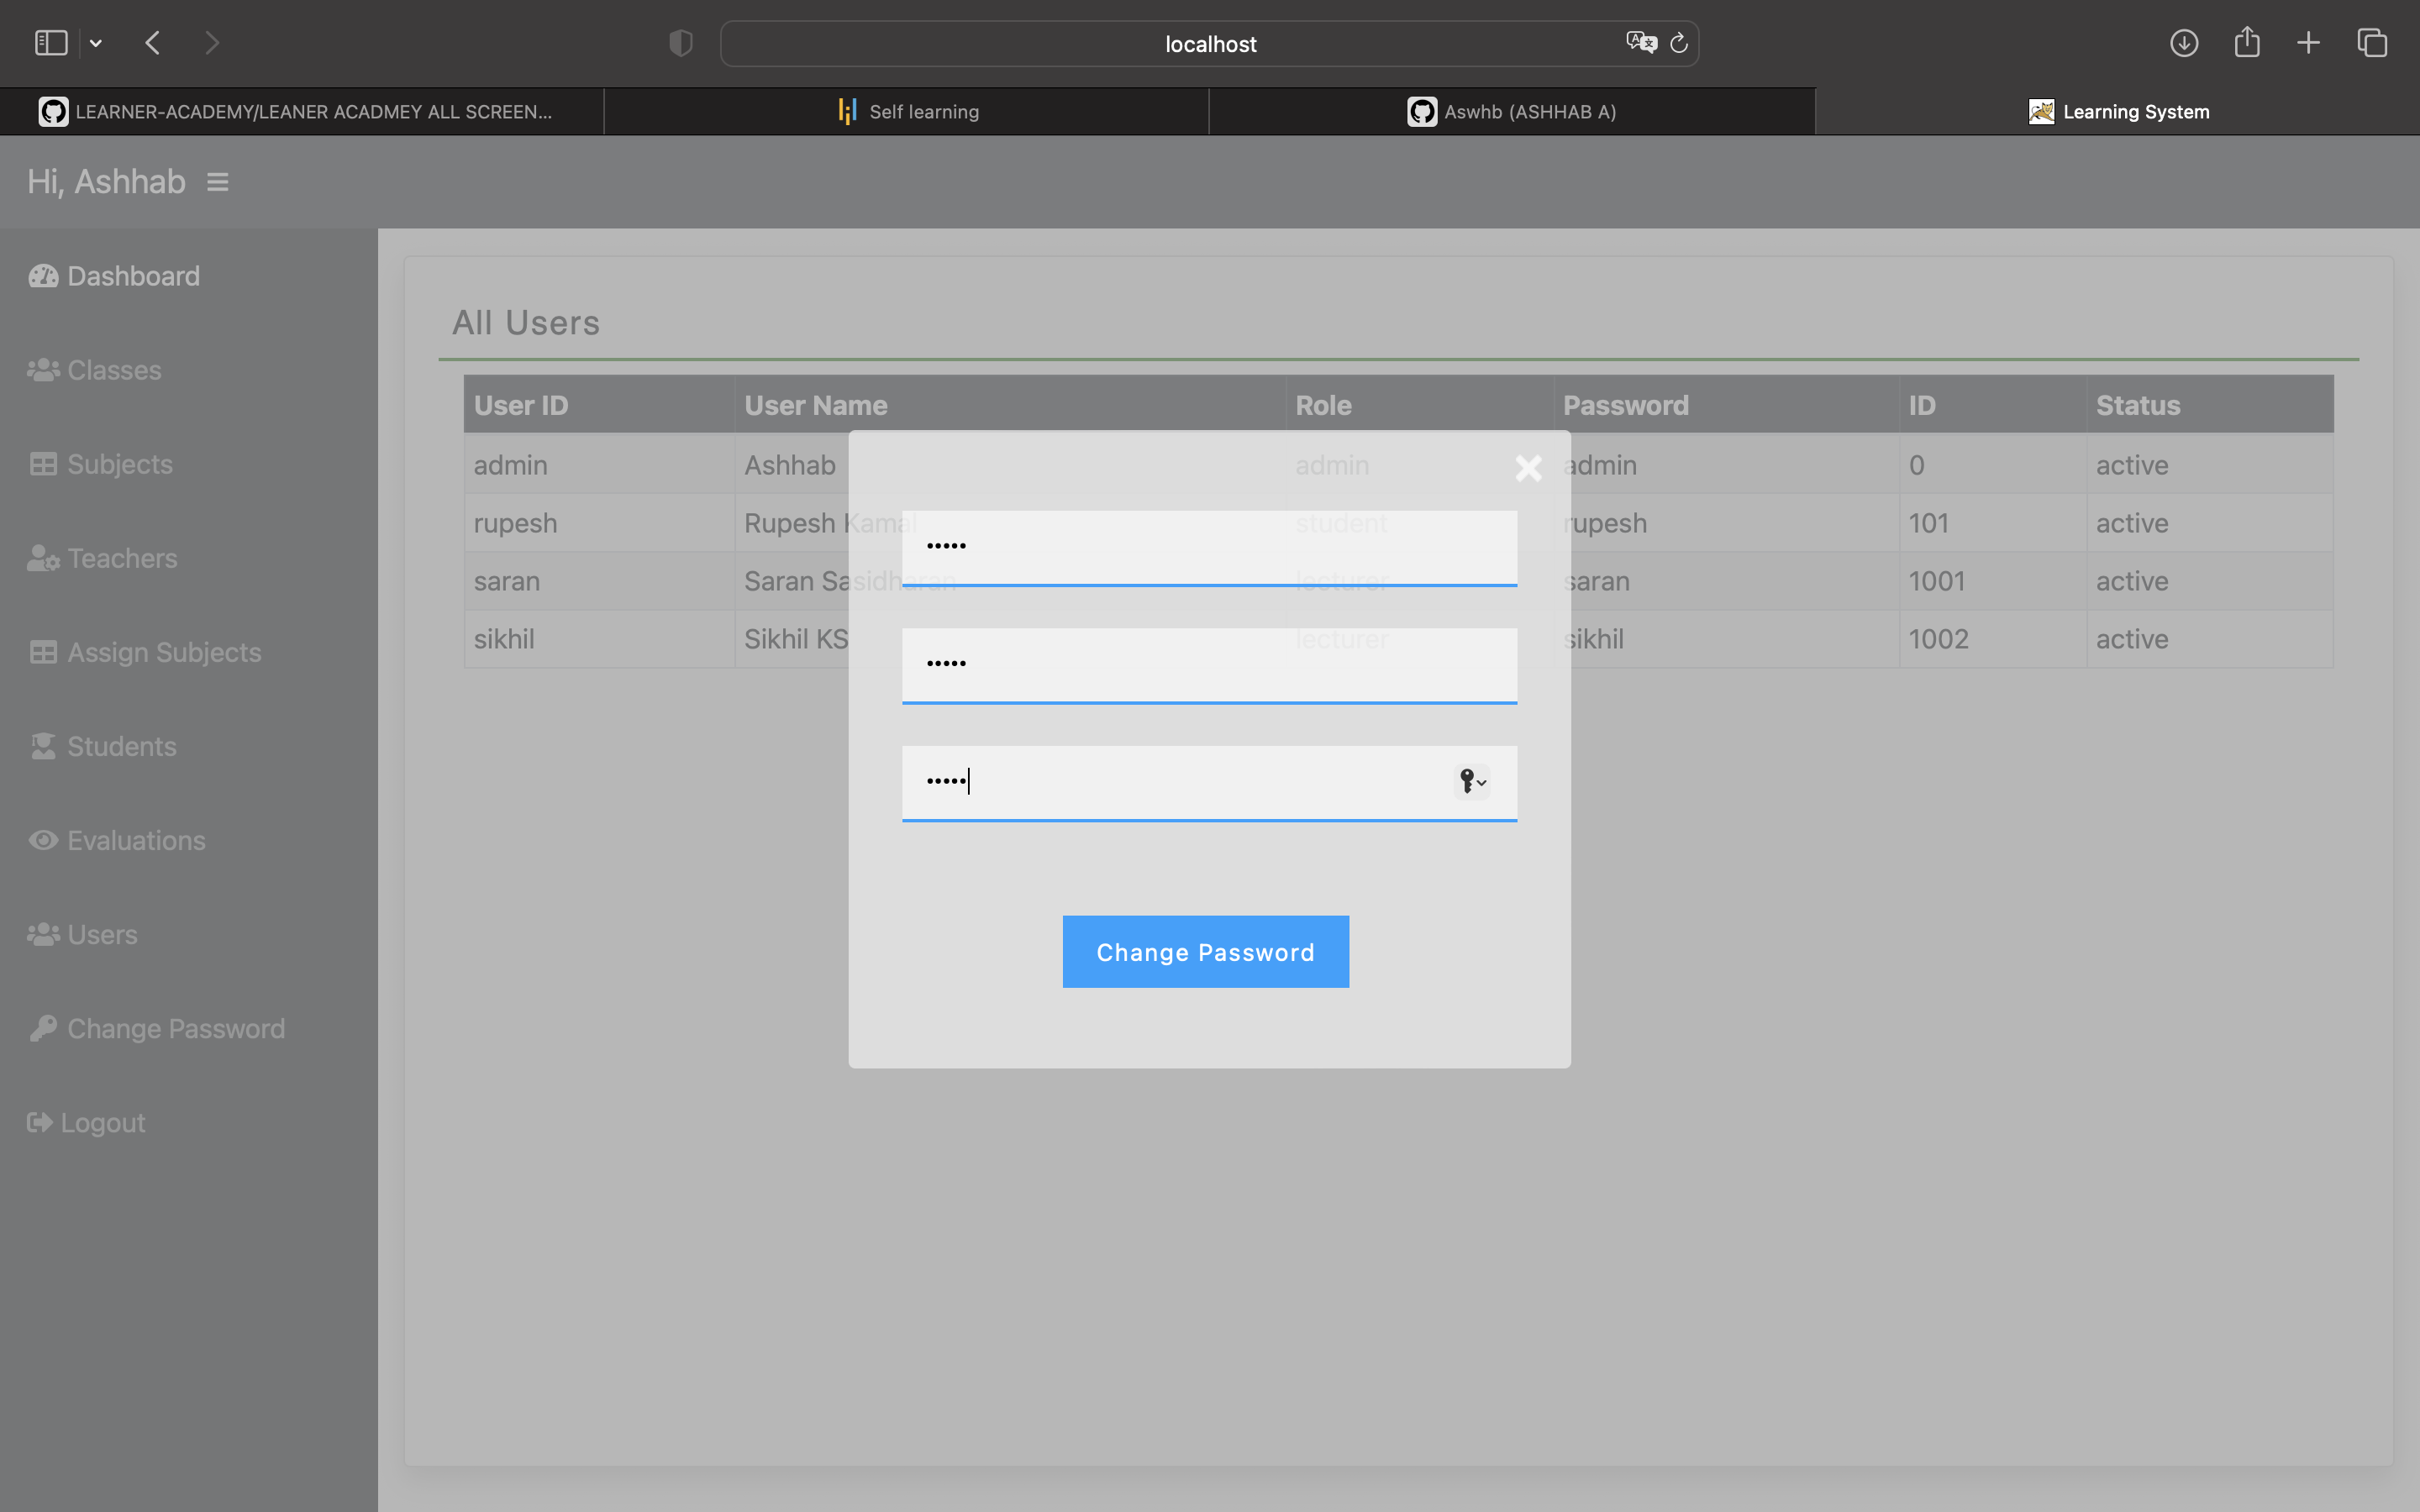 localhost
LEARNER-ACADEMY/LEANER ACADMEY ALL SCREEN...
Self learning
Aswhb (ASHHAB A)
Learning System
Hi, Ashhab
Dashboard
Classes
Subjects
Teachers
Assign Subjects
Students
Evaluations
Users
Change Password
Logout
All Users
User ID User Name Role Password ID Status
admin Ashhab admin admin 0 active
rupesh Rupesh Kamal student rupesh 101 active
saran Saran Sasidharan lecturer saran 1001 active
sikhil Sikhil KS lecturer sikhil 1002 active
•••••
•••••
•••••
Change Password